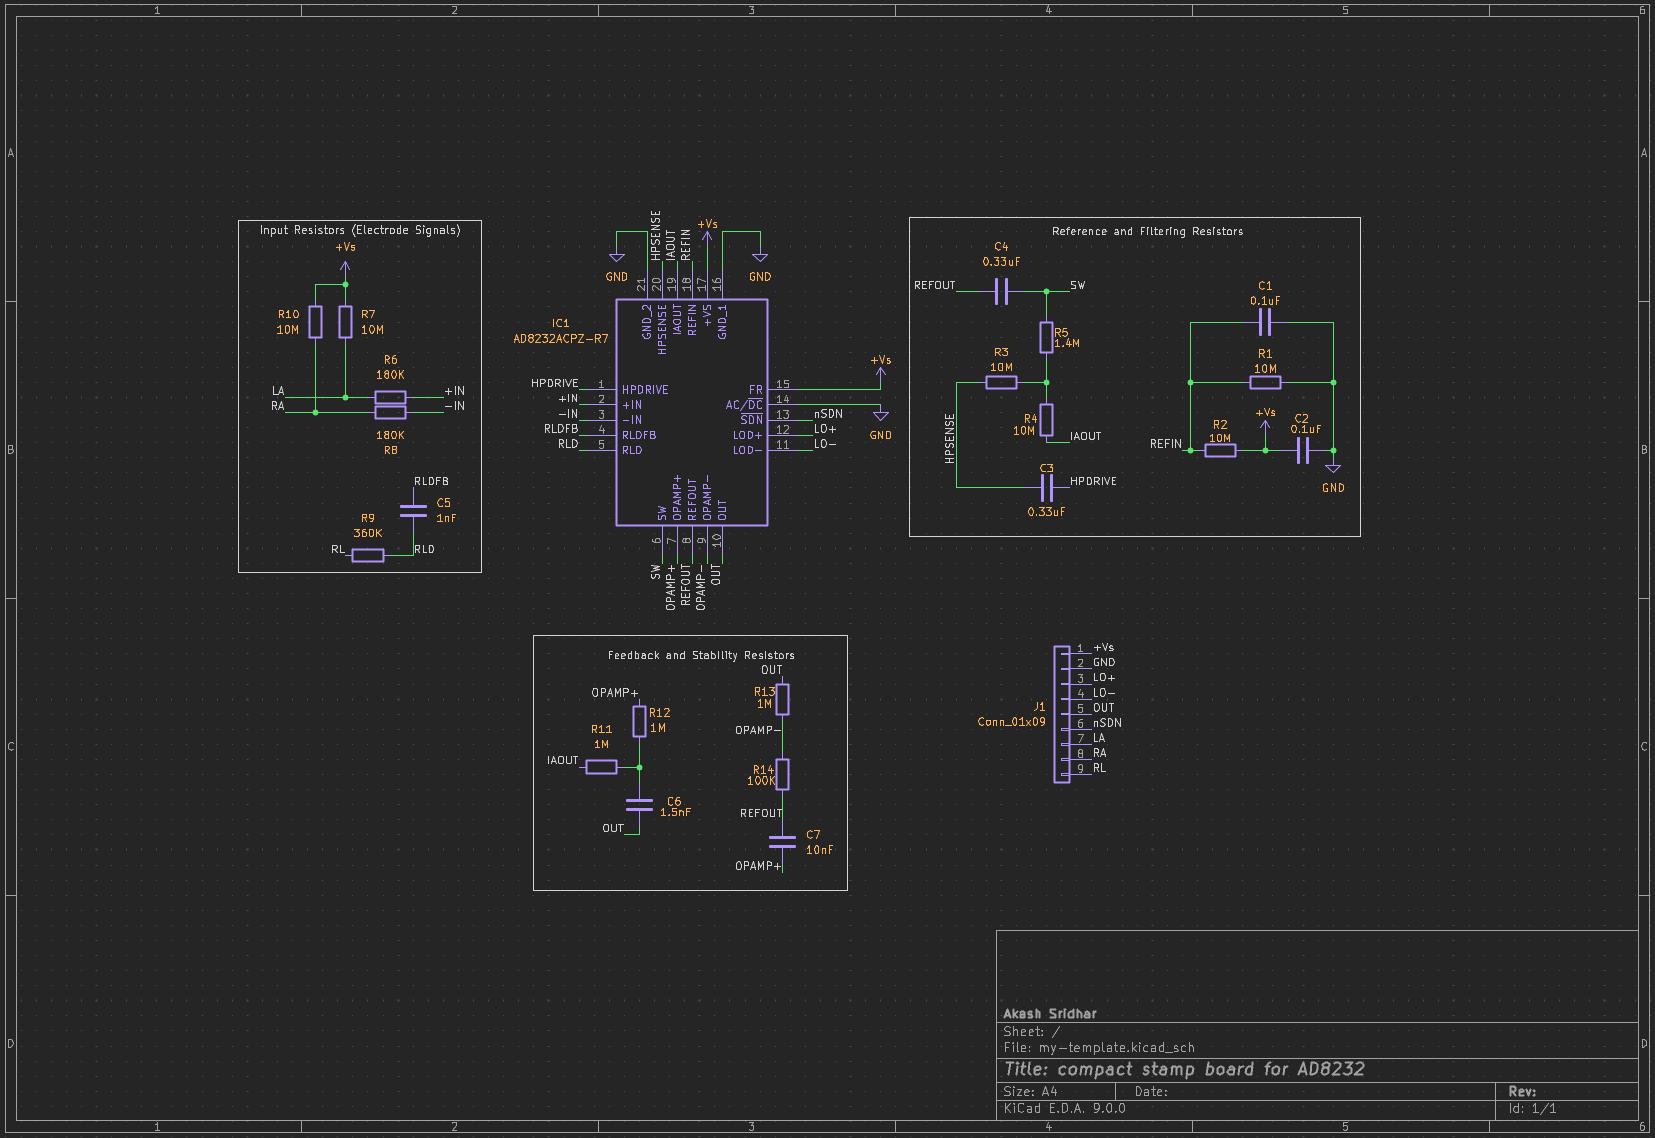 1 2 3 4 5 6
A A
B B
C C
D D
1 2 3 4 5 6
Input Resistors (Electrode Signals)
+Vs
R10
10M
R7
10M
R6
180K
LA
RA
+IN
-IN
180K
R8
RLDFB
C5
1nF
R9
360K
RL
RLD
HPSENSE
IAOUT
REFIN
+Vs
GND
GND
21
20
19
18
17
16
IC1
AD8232ACPZ-R7
GND_2
HPSENSE
IAOUT
REFIN
+VS
GND_1
HPDRIVE 1 HPDRIVE
+IN 2 +IN
-IN 3 -IN
RLDFB 4 RLDFB
RLD 5 RLD
+Vs
FR 15
AC/DC 14
SDN 13 nSDN
LOD+ 12 LO+
LOD- 11 LO-
GND
SW
OPAMP+
REFOUT
OPAMP-
OUT
6
7
8
9
10
SW
OPAMP+
REFOUT
OPAMP-
OUT
Reference and Filtering Resistors
C4
0.33uF
REFOUT
SW
R5
1.4M
R3
10M
R4
10M
IAOUT
HPSENSE
C3
HPDRIVE
0.33uF
C1
0.1uF
R1
10M
+Vs
R2
10M
C2
0.1uF
REFIN
GND
Feedback and Stability Resistors
OUT
OPAMP+
R13
1M
R12
1M
R11
1M
OPAMP-
IAOUT
R14
100K
C6
1.5nF
REFOUT
OUT
C7
10nF
OPAMP+
J1
Conn_01x09
1 +Vs
2 GND
3 LO+
4 LO-
5 OUT
6 nSDN
7 LA
8 RA
9 RL
Akash Sridhar
Sheet: /
File: my-template.kicad_sch
Title: compact stamp board for AD8232
Size: A4 Date: Rev:
KiCad E.D.A. 9.0.0 Id: 1/1